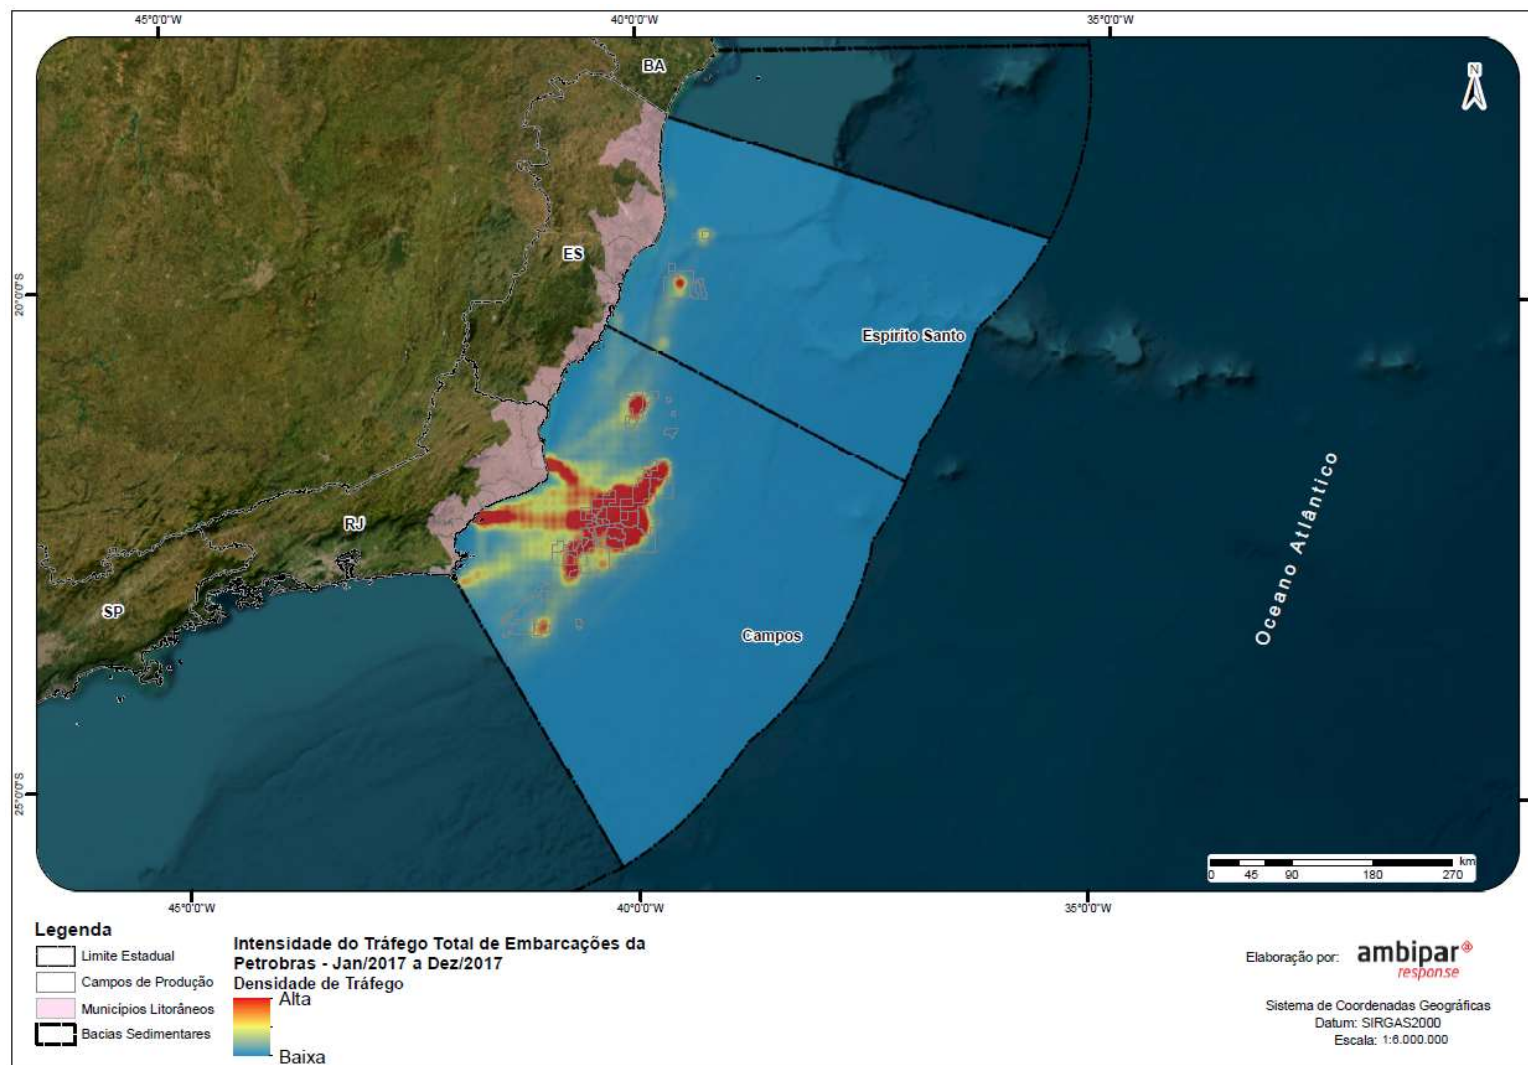 45°0'0"W 40°0'0"W 35°0'0"W
BA
N
ES
20°0'0"S
Espírito Santo
Oceano Atlântico
RJ
SP
Campos
25°0'0"S
km
0 45 90 180 270
45°0'0"W 40°0'0"W 35°0'0"W
Legenda
Limite Estadual
Campos de Produção
Municípios Litorâneos
Bacias Sedimentares
Intensidade do Tráfego Total de Embarcações da
Petrobras - Jan/2017 a Dez/2017
Densidade de Tráfego
Alta
Baixa
Elaboração por:
ambipar
response
Sistema de Coordenadas Geográficas
Datum: SIRGAS2000
Escala: 1:6.000.000